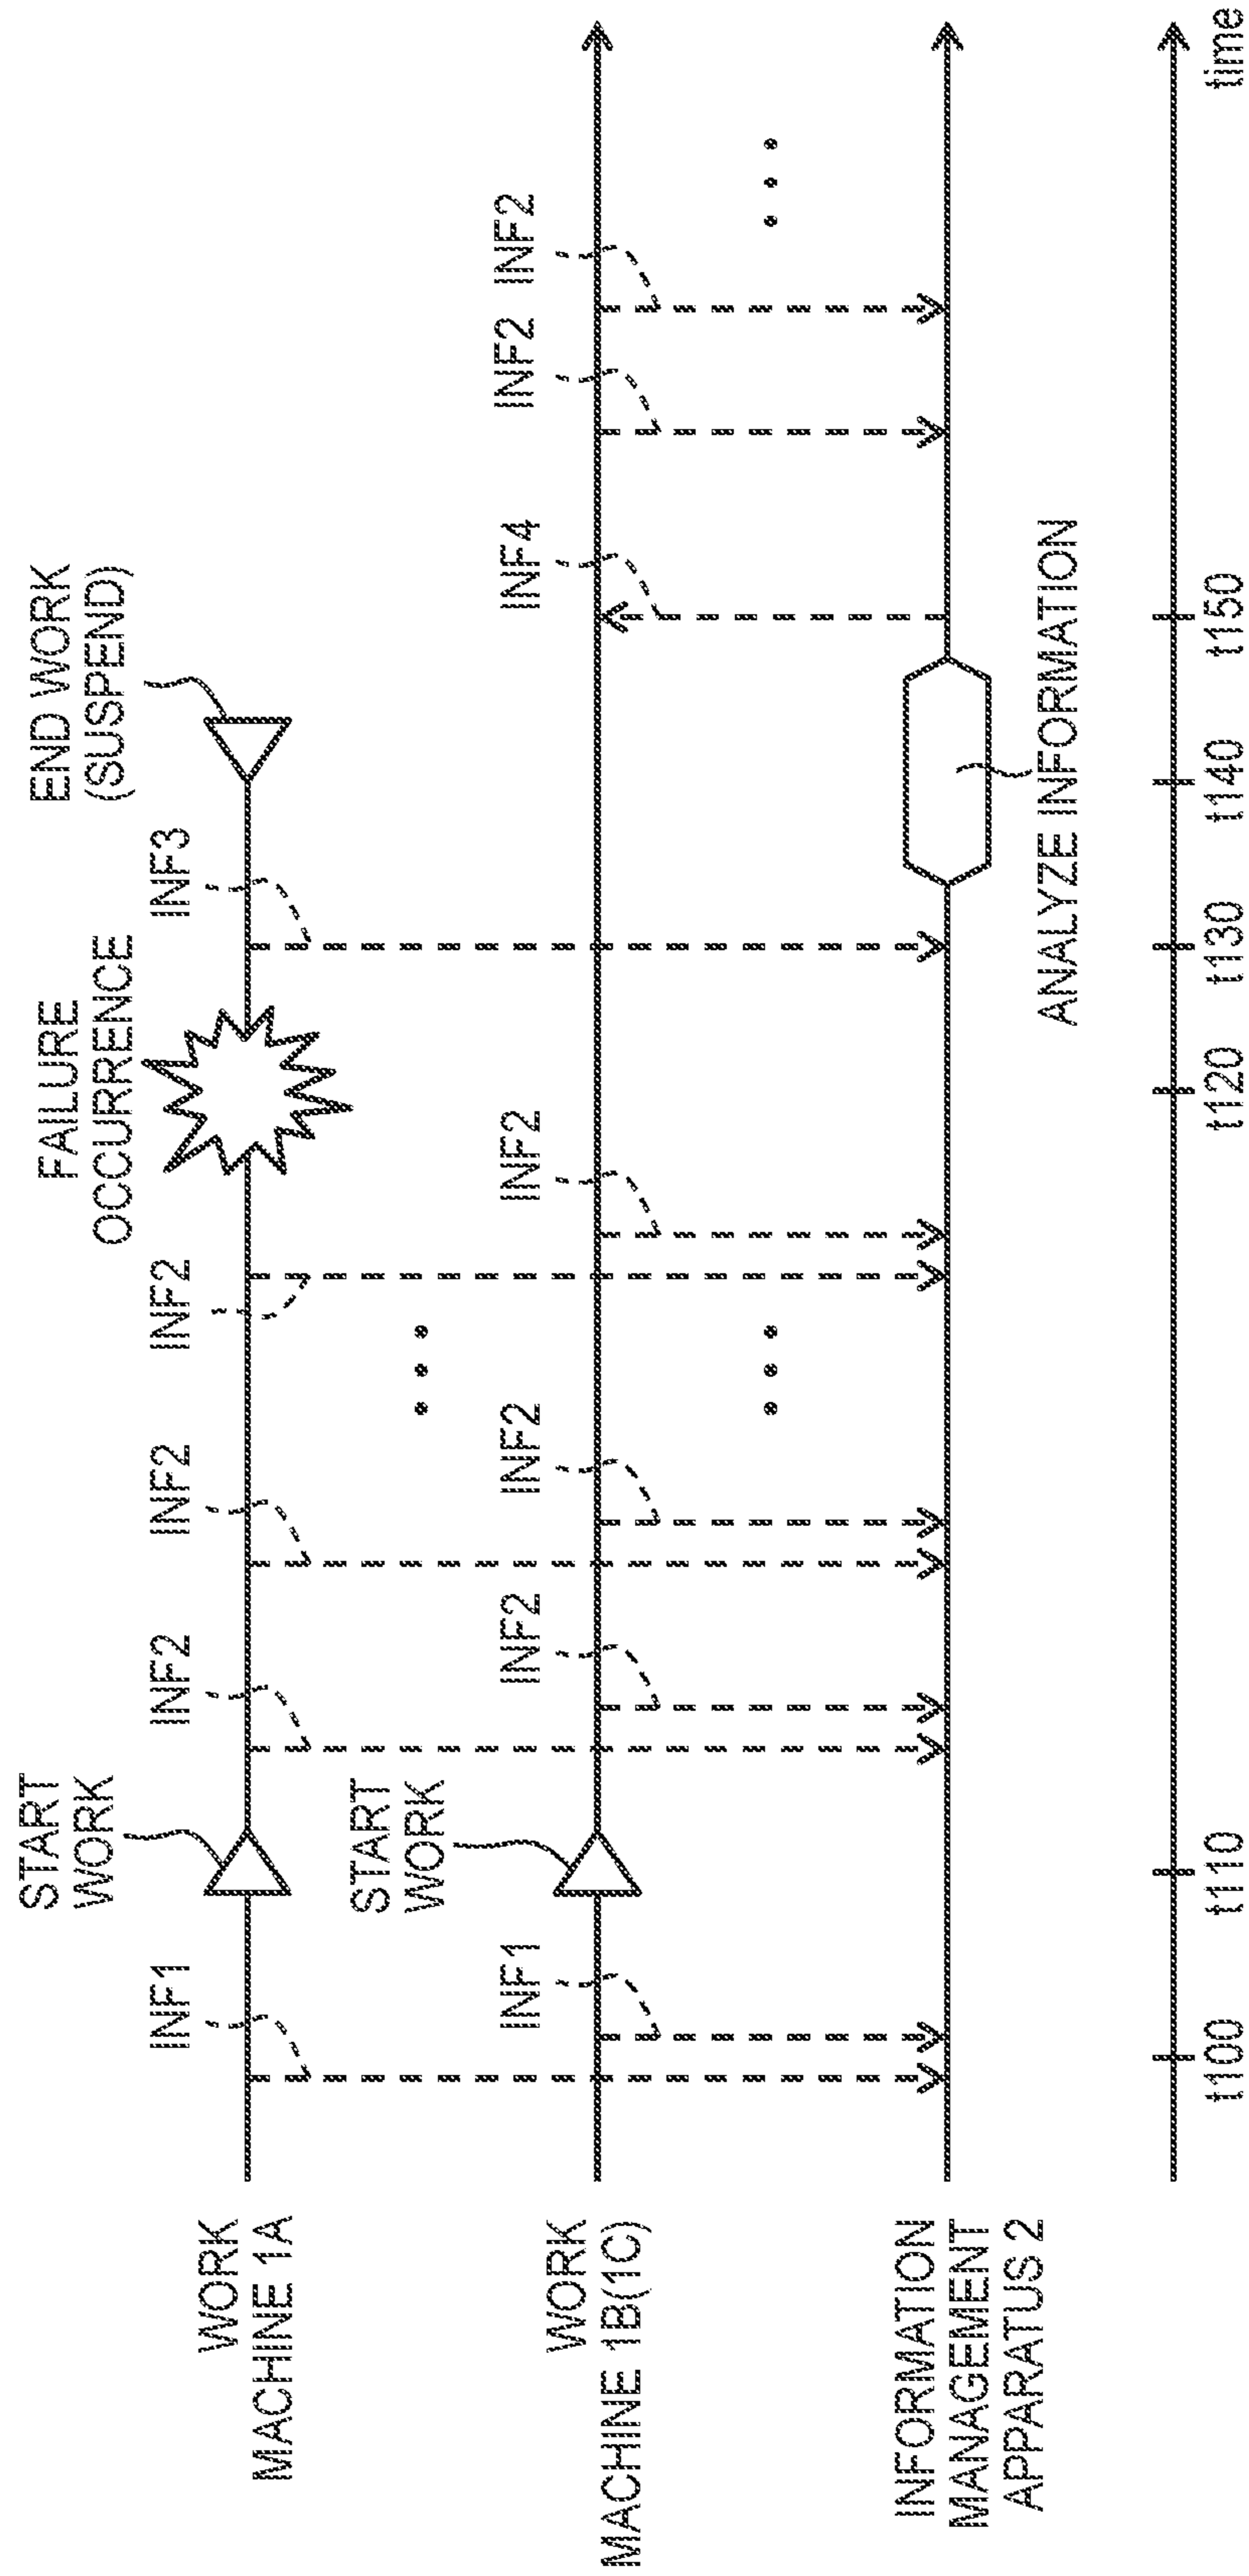 WORK
MACHINE 1A
INF1
START
WORK
INF2
INF2
INF2
FAILURE
OCCURRENCE
INF3
END WORK
(SUSPEND)
WORK
MACHINE 1B(1C)
INF1
START
WORK
INF2
INF2
INF2
INF4
INF2
INF2
INFORMATION
MANAGEMENT
APPARATUS 2
ANALYZE INFORMATION
t100
t110
t120
t130
t140
t150
time